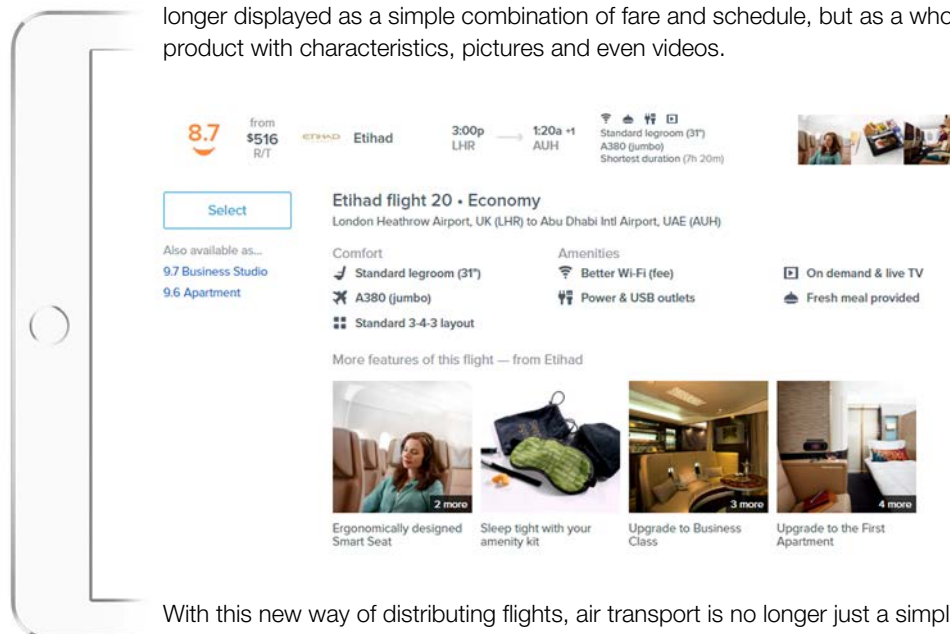 longer displayed as a simple combination of fare and schedule, but as a who
product with characteristics, pictures and even videos.
8.7
from
$516
R/T
ETIHAD
Etihad
3:00p
LHR
1:20a +1
AUH
Standard legroom (31")
A380 (jumbo)
Shortest duration (7h 20m)
Select
Etihad flight 20 • Economy
London Heathrow Airport, UK (LHR) to Abu Dhabi Intl Airport, UAE (AUH)
Also available as...
9.7 Business Studio
9.6 Apartment
Comfort
Standard legroom (31")
A380 (jumbo)
Standard 3-4-3 layout
Amenities
Better Wi-Fi (fee)
Power & USB outlets
On demand & live TV
Fresh meal provided
More features of this flight — from Etihad
2 more
3 more
4 more
Ergonomically designed
Smart Seat
Sleep tight with your
amenity kit
Upgrade to Business
Class
Upgrade to the First
Apartment
With this new way of distributing flights, air transport is no longer just a simpl